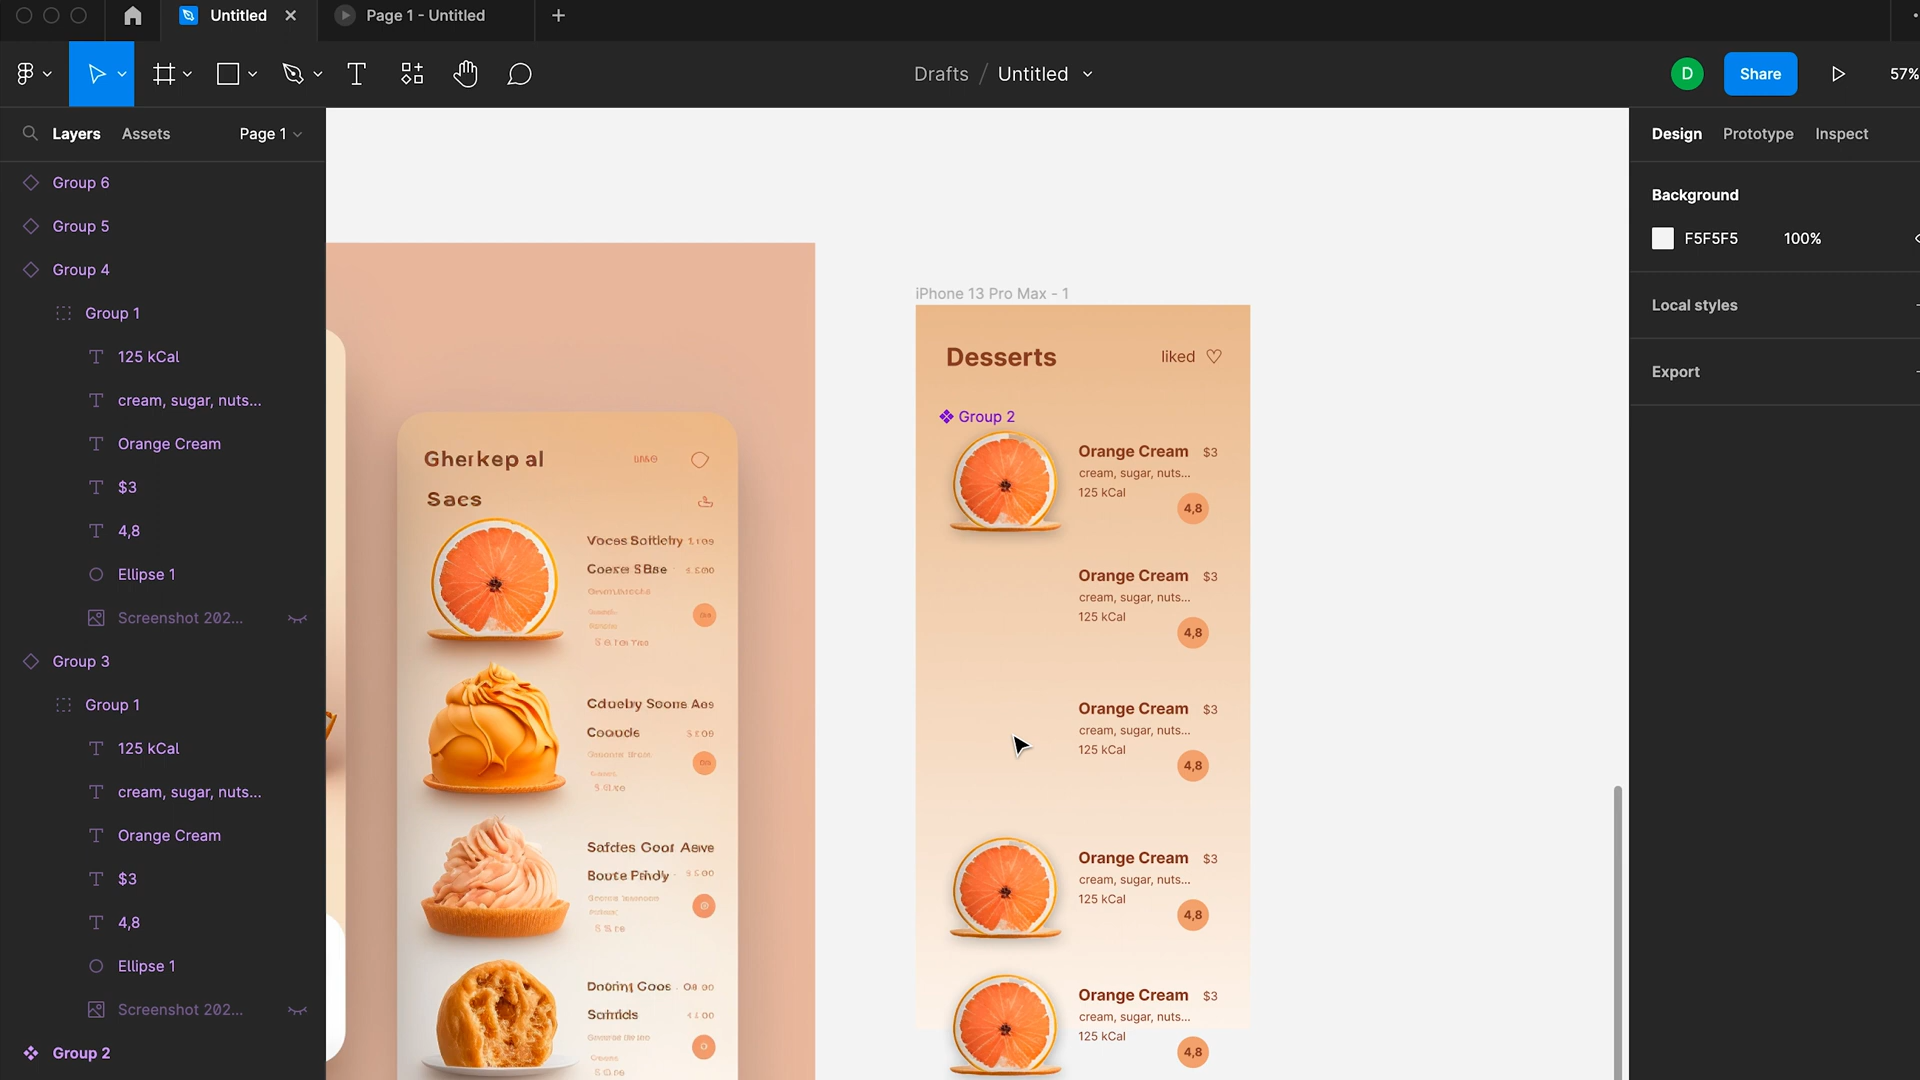 Untitled
Page 1 - Untitled
Drafts / Untitled
D
Share
57%
Layers
Assets
Page 1
Design
Prototype
Inspect
Group 6
Group 5
Group 4
Group 1
125 kCal
cream, sugar, nuts...
Orange Cream
$3
4,8
Ellipse 1
Screenshot 202...
Group 3
Group 1
125 kCal
cream, sugar, nuts...
Orange Cream
$3
4,8
Ellipse 1
Screenshot 202...
Group 2
Gherkep al
Saes
iPhone 13 Pro Max - 1
Desserts
liked
Group 2
Orange Cream $3
cream, sugar, nuts...
125 kCal
4,8
Orange Cream $3
cream, sugar, nuts...
125 kCal
4,8
Orange Cream $3
cream, sugar, nuts...
125 kCal
4,8
Orange Cream $3
cream, sugar, nuts...
125 kCal
4,8
Orange Cream $3
cream, sugar, nuts...
125 kCal
4,8
Background
F5F5F5 100%
Local styles
Export